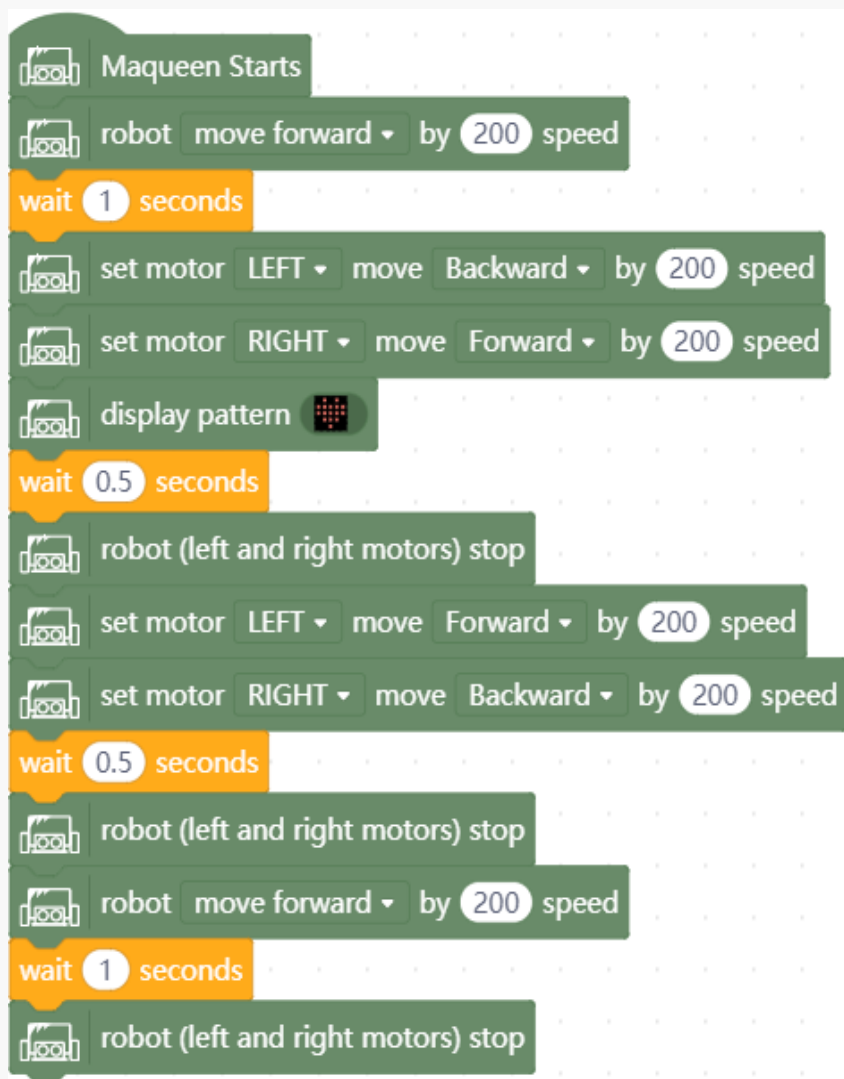 Maqueen Starts
robot move forward by 200 speed
wait 1 seconds
set motor LEFT move Backward by 200 speed
set motor RIGHT move Forward by 200 speed
display pattern
wait 0.5 seconds
robot (left and right motors) stop
set motor LEFT move Forward by 200 speed
set motor RIGHT move Backward by 200 speed
wait 0.5 seconds
robot (left and right motors) stop
robot move forward by 200 speed
wait 1 seconds
robot (left and right motors) stop